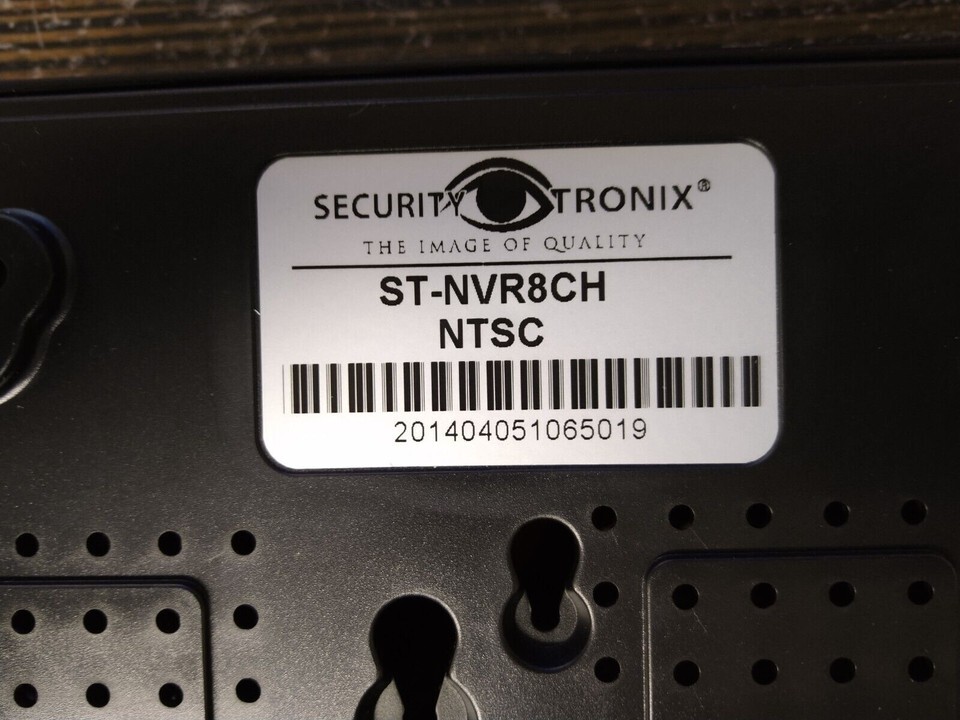 SECURITY TRONIX®
THE IMAGE OF QUALITY
ST-NVR8CH
NTSC
201404051065019